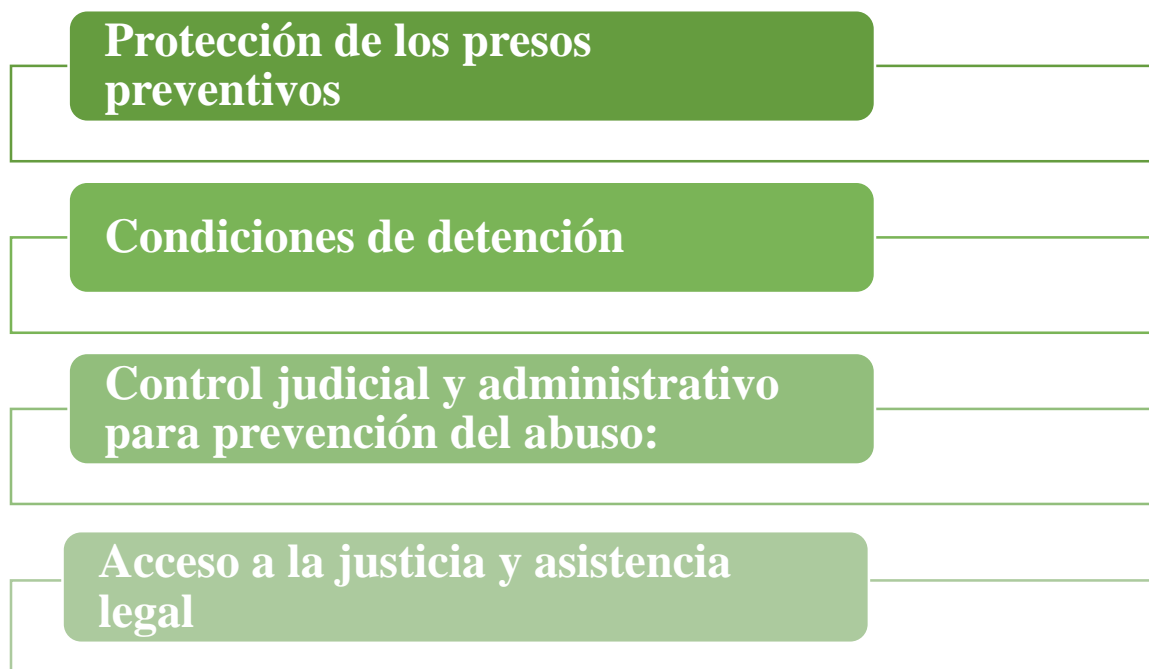 Protección de los presos
preventivos
Condiciones de detención
Control judicial y administrativo
para prevención del abuso:
Acceso a la justicia y asistencia
legal